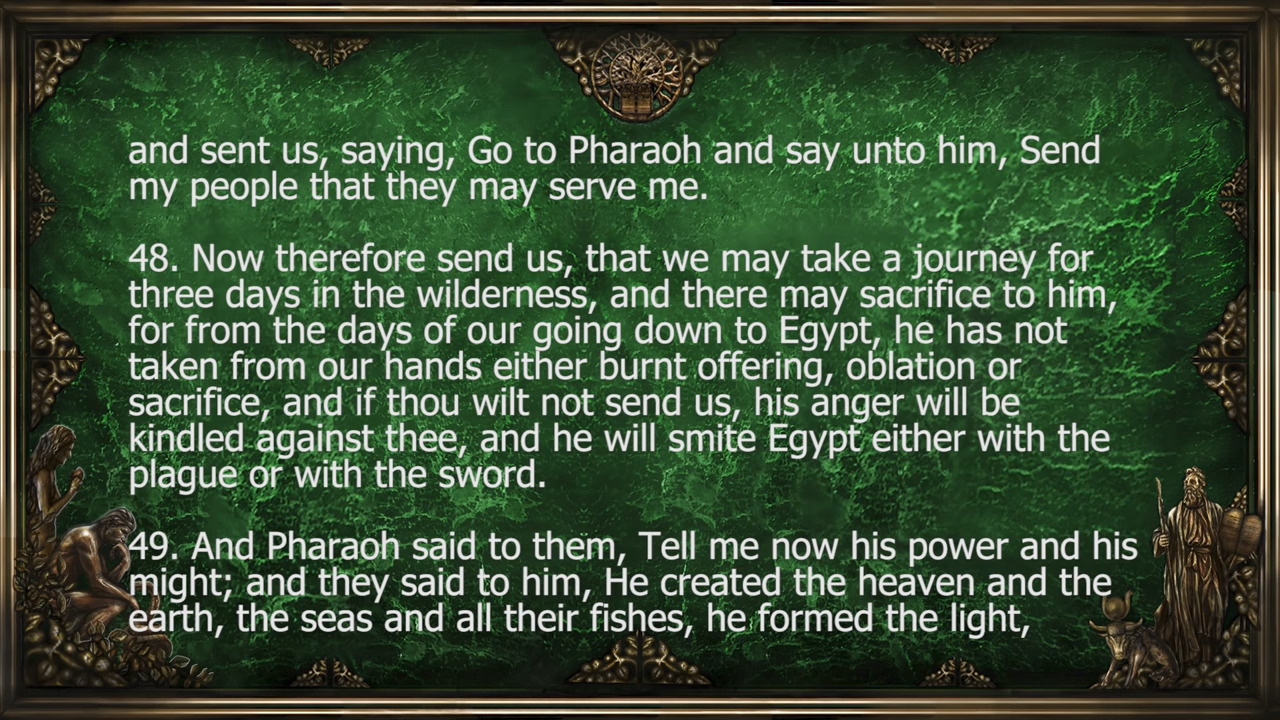 and sent us, saying, Go to Pharaoh and say unto him, Send
my people that they may serve me.
48. Now therefore send us, that we may take a journey for
three days in the wilderness, and there may sacrifice to him,
for from the days of our going down to Egypt, he has not
taken from our hands either burnt offering, oblation or
sacrifice, and if thou wilt not send us, his anger will be
kindled against thee, and he will smite Egypt either with the
plague or with the sword.
49. And Pharaoh said to them, Tell me now his power and his
might; and they said to him, He created the heaven and the
earth, the seas and all their fishes, he formed the light,